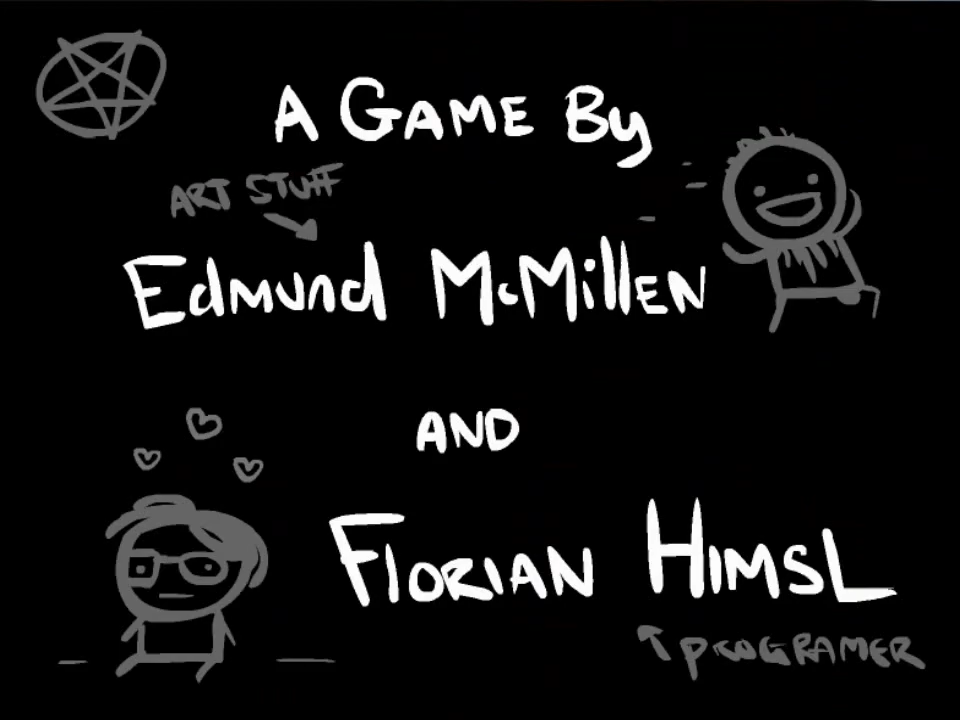 A GAME By
ART STUFF
Edmund McMillEN
AND
FlORIAN HIMSL
PROGRAMER